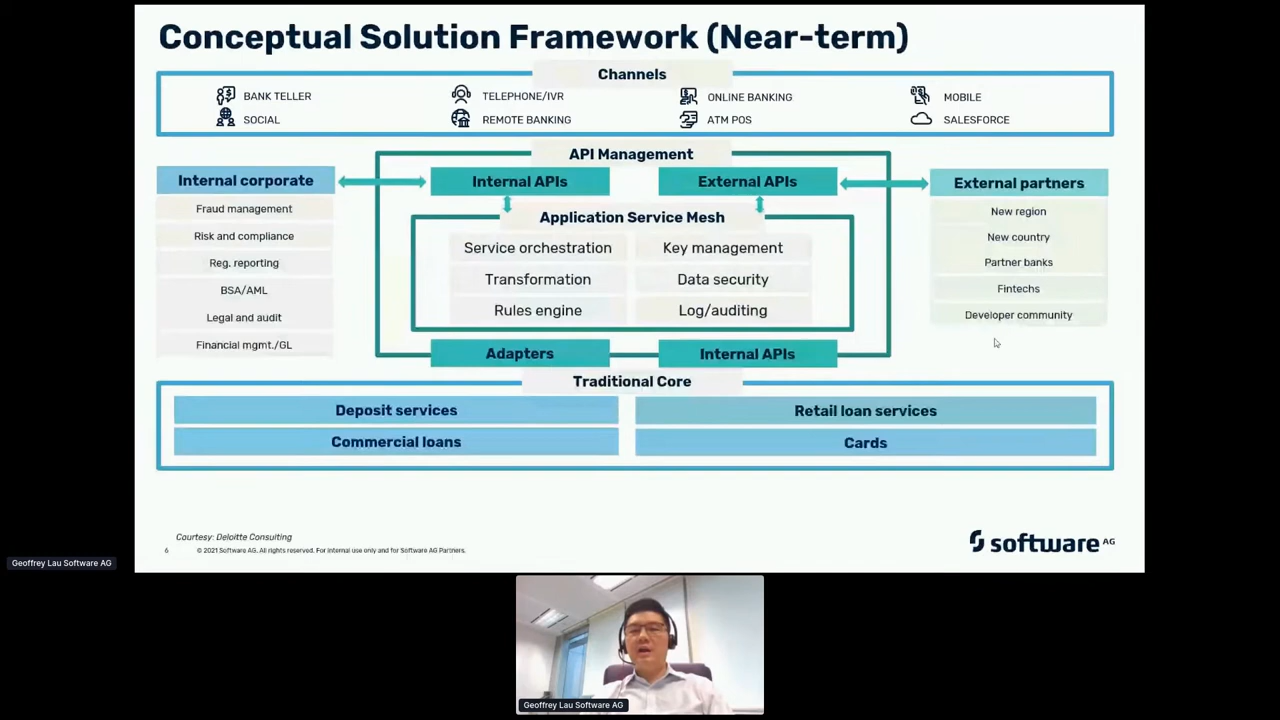 Conceptual Solution Framework (Near-term)
Channels
BANK TELLER
TELEPHONE/IVR
ONLINE BANKING
MOBILE
SOCIAL
REMOTE BANKING
ATM POS
SALESFORCE
API Management
Internal corporate
Internal APIs
External APIs
External partners
Fraud management
Risk and compliance
Reg. reporting
BSA/AML
Legal and audit
Financial mgmt./GL
Application Service Mesh
Service orchestration
Key management
Transformation
Data security
Rules engine
Log/auditing
New region
New country
Partner banks
Fintechs
Developer community
Adapters
Internal APIs
Traditional Core
Deposit services
Retail loan services
Commercial loans
Cards
Courtesy: Deloitte Consulting
6
© 2021 Software AG. All rights reserved. For internal use only and for Software AG Partners.
software AG
Geoffrey Lau Software AG
Geoffrey Lau Software AG